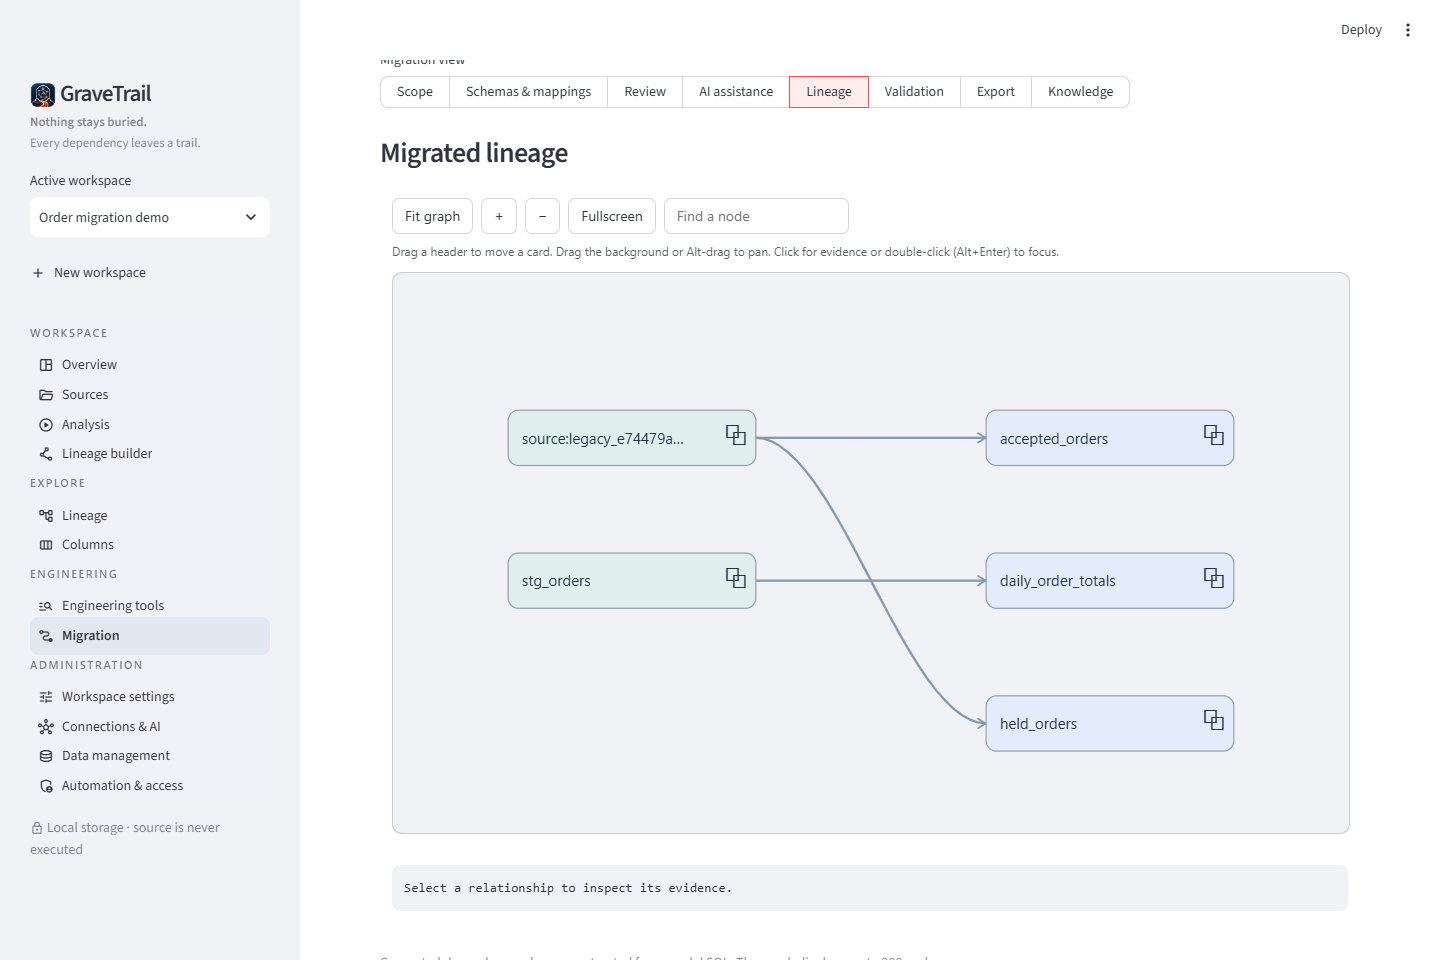 Deploy
GraveTrail
Nothing stays buried.
Every dependency leaves a trail.
Active workspace
Order migration demo
New workspace
WORKSPACE
Overview
Sources
Analysis
Lineage builder
EXPLORE
Lineage
Columns
ENGINEERING
Engineering tools
Migration
ADMINISTRATION
Workspace settings
Connections & AI
Data management
Automation & access
Local storage · source is never
executed
Migration view
Scope Schemas & mappings Review AI assistance Lineage Validation Export Knowledge
Migrated lineage
Fit graph + − Fullscreen Find a node
Drag a header to move a card. Drag the background or Alt-drag to pan. Click for evidence or double-click (Alt+Enter) to focus.
source:legacy_e74479a... accepted_orders
stg_orders daily_order_totals
held_orders
Select a relationship to inspect its evidence.